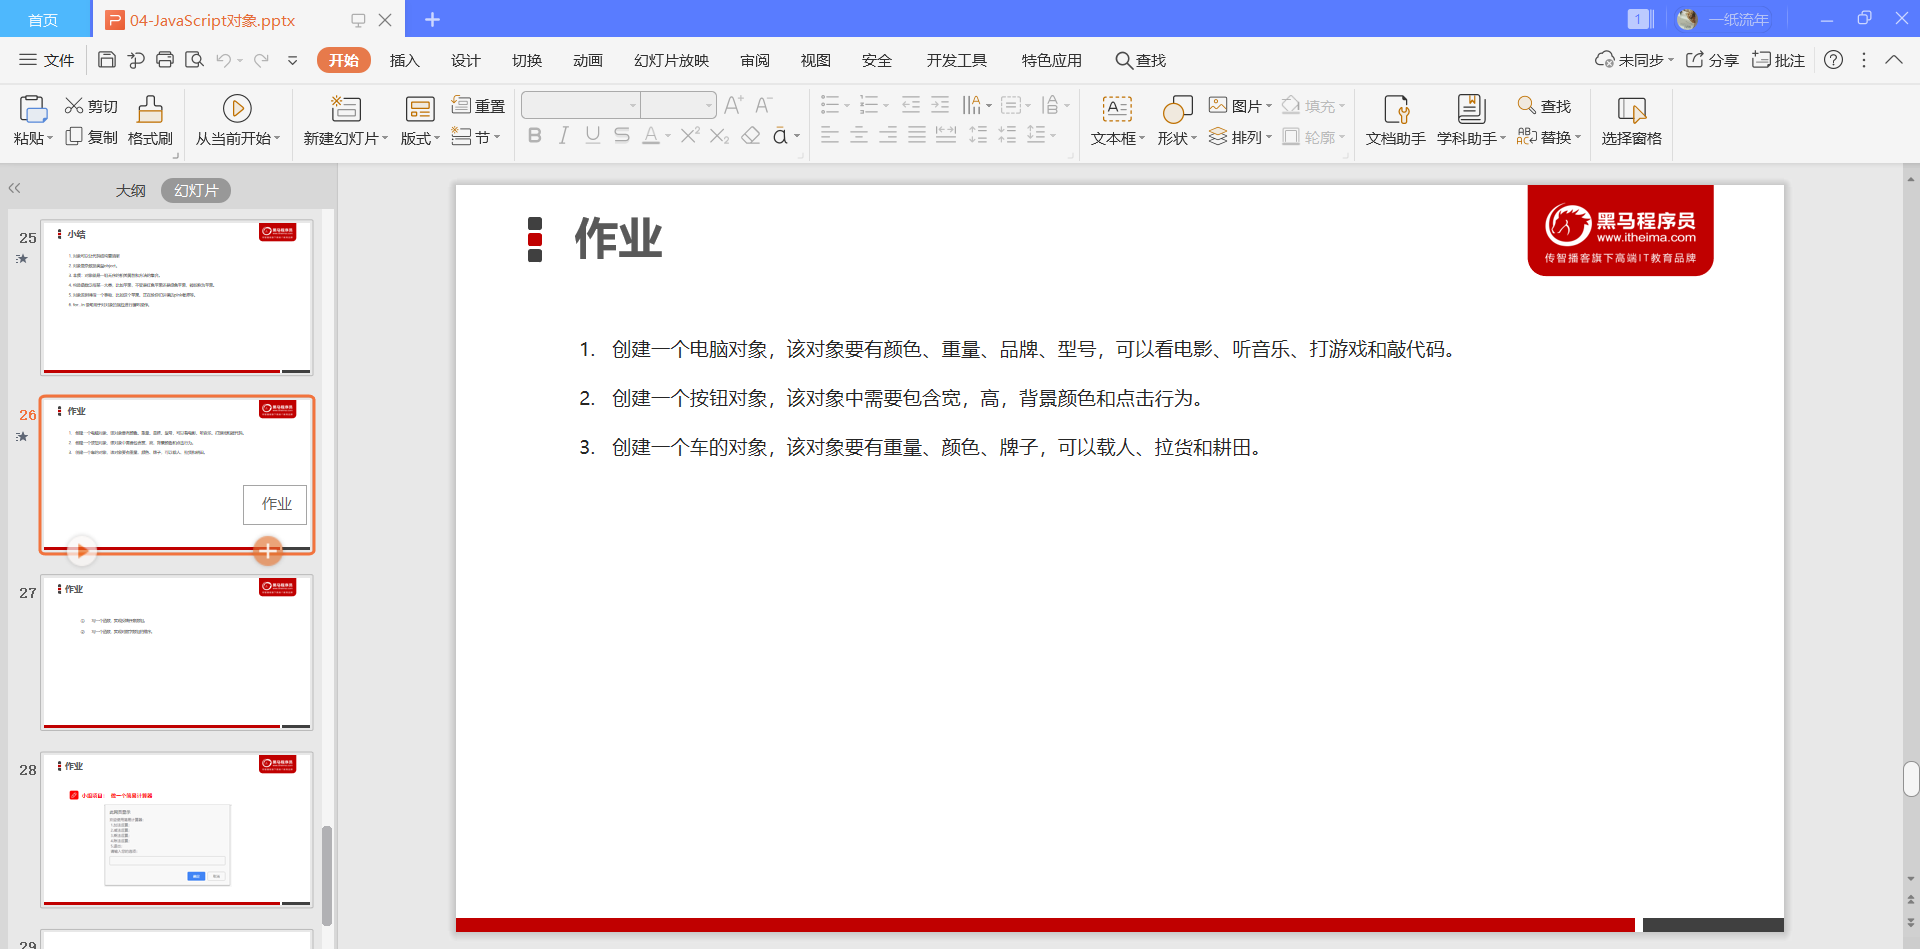 首页
04-JavaScript对象.pptx
1
一纸流年
文件
开始
插入
设计
切换
动画
幻灯片放映
审阅
视图
安全
开发工具
特色应用
查找
未同步
分享
批注
粘贴
剪切
复制
格式刷
从当前开始
新建幻灯片
版式
重置
节
文本框
形状
图片
排列
填充
轮廓
文档助手
学科助手
查找
替换
选择窗格
大纲
幻灯片
25
小结
26
作业
作业
27
作业
28
作业
29
作业
黑马程序员
www.itheima.com
传智播客旗下高端IT教育品牌
1. 创建一个电脑对象，该对象要有颜色、重量、品牌、型号，可以看电影、听音乐、打游戏和敲代码。
2. 创建一个按钮对象，该对象中需要包含宽，高，背景颜色和点击行为。
3. 创建一个车的对象，该对象要有重量、颜色、牌子，可以载人、拉货和耕田。